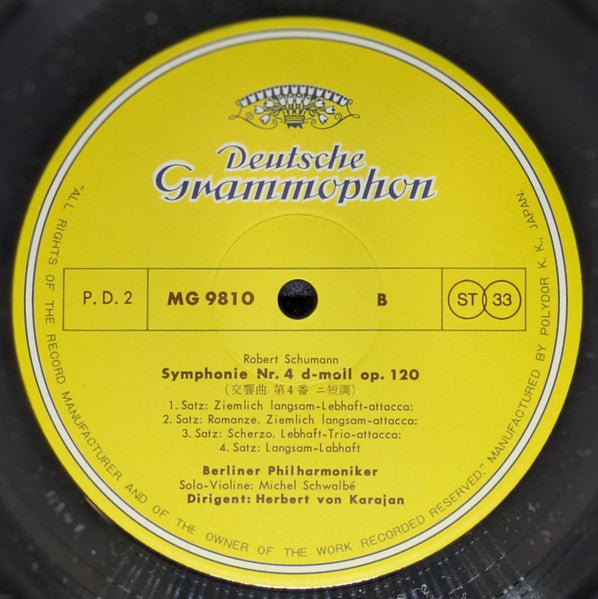 Deutsche
Grammophon
P.D.2 MG 9810 B ST 33
Robert Schumann
Symphonie Nr. 4 d-moll op. 120
(交響曲 第4番 ニ短調)
1. Satz: Ziemlich langsam-Lebhaft-attacca:
2. Satz: Romanze. Ziemlich langsam-attacca:
3. Satz: Scherzo. Lebhaft-Trio-attacca:
4. Satz: Langsam-Labhaft
Berliner Philharmoniker
Solo-Violine: Michel Schwalbé
Dirigent: Herbert von Karajan
"ALL RIGHTS OF THE RECORD MANUFACTURER AND OF THE OWNER OF THE WORK RECORDED RESERVED." MANUFACTURED BY POLYDOR K. K., JAPAN.